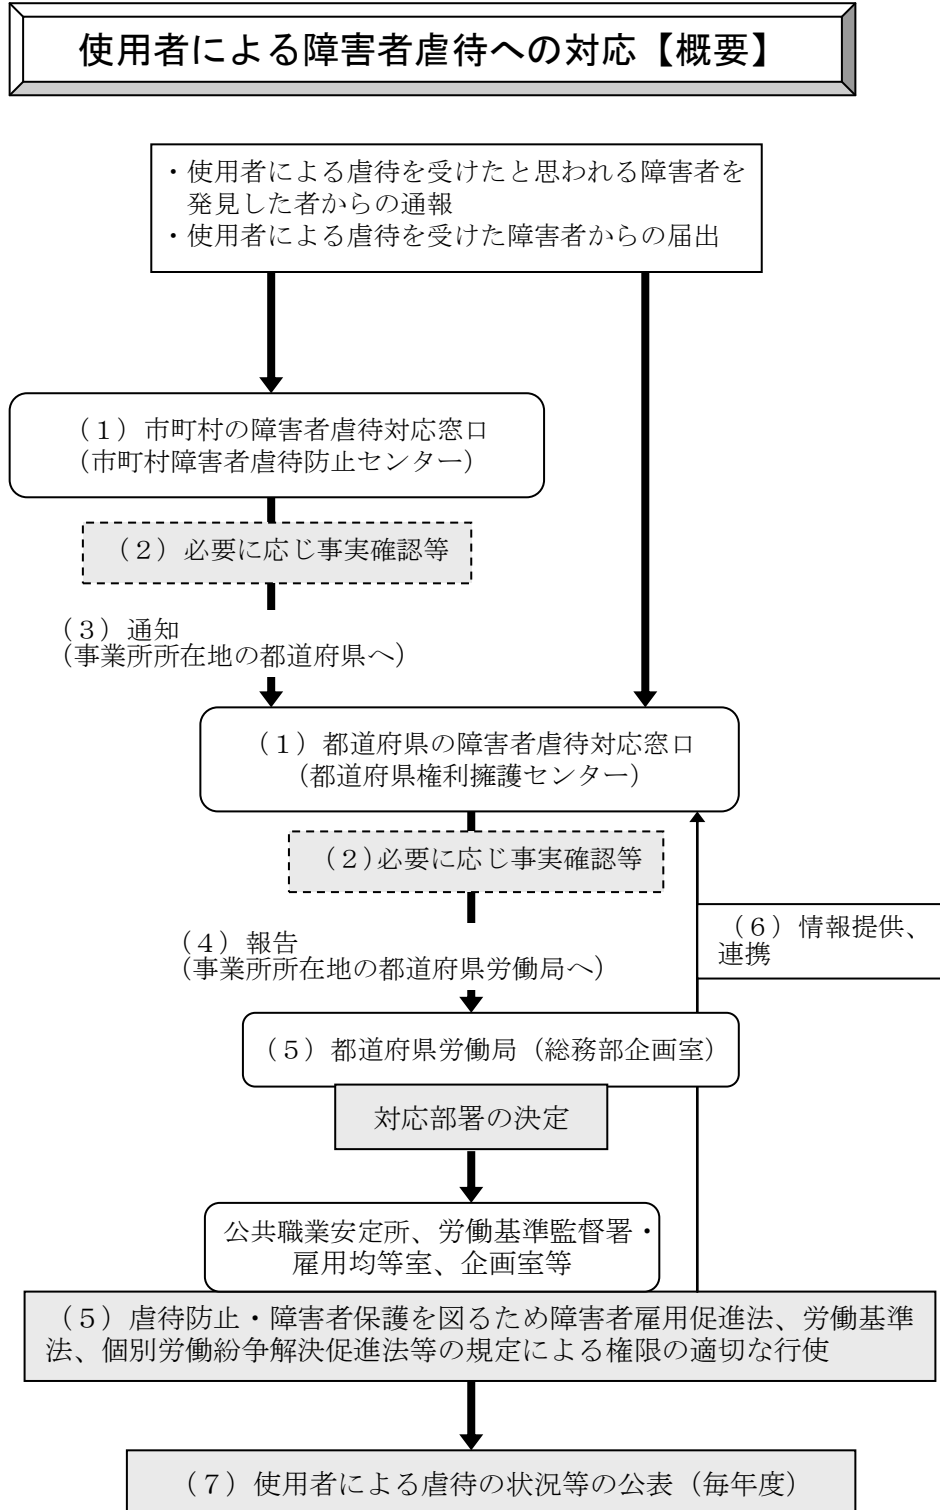 使用者による障害者虐待への対応【概要】
・使用者による虐待を受けたと思われる障害者を
発見した者からの通報
・使用者による虐待を受けた障害者からの届出
（１）市町村の障害者虐待対応窓口
（市町村障害者虐待防止センター）
（２）必要に応じ事実確認等
（３）通知
（事業所所在地の都道府県へ）
（１）都道府県の障害者虐待対応窓口
（都道府県権利擁護センター）
（２）必要に応じ事実確認等
（６）情報提供、
連携
（４）報告
（事業所所在地の都道府県労働局へ）
（５）都道府県労働局（総務部企画室）
対応部署の決定
公共職業安定所、労働基準監督署・
雇用均等室、企画室等
（５）虐待防止・障害者保護を図るため障害者雇用促進法、労働基準
法、個別労働紛争解決促進法等の規定による権限の適切な行使
（７）使用者による虐待の状況等の公表（毎年度）